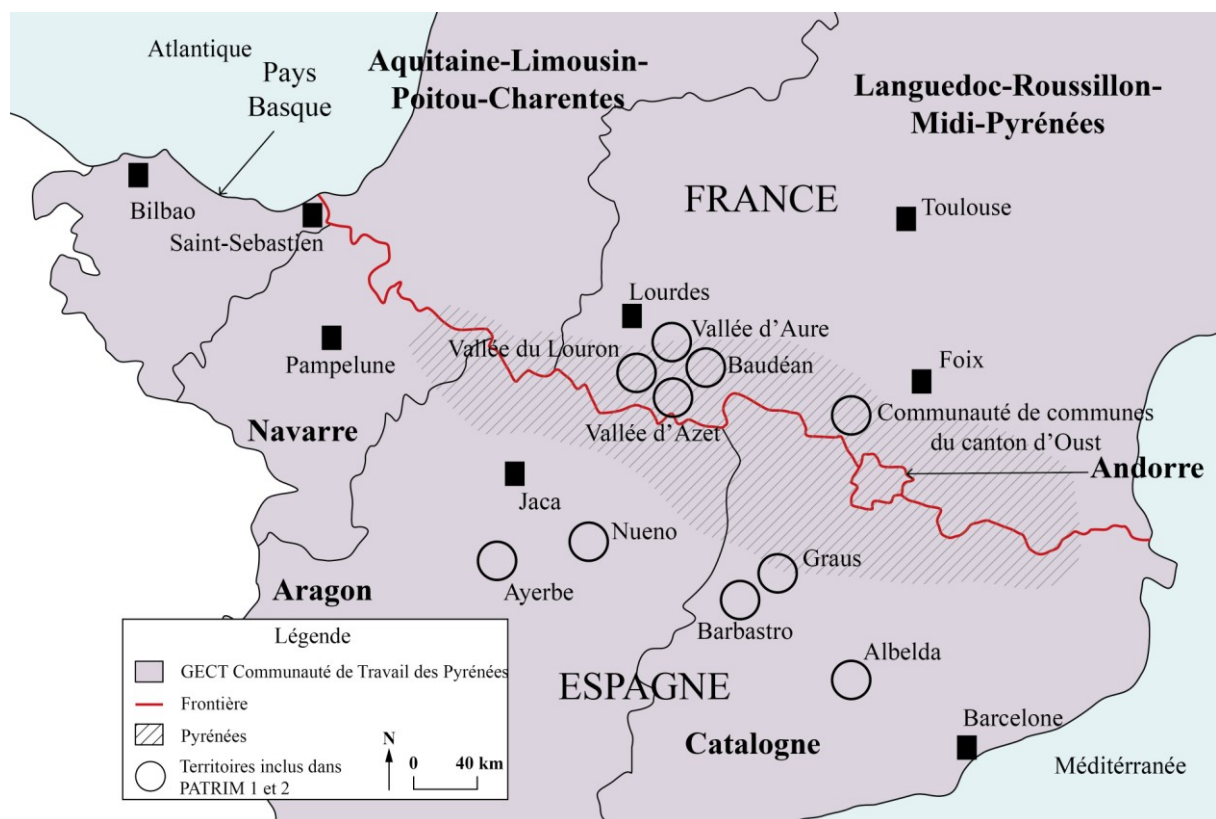 Atlantique
Pays
Basque
Aquitaine-Limousin-
Poitou-Charentes
Languedoc-Roussillon-
Midi-Pyrénées
FRANCE
Bilbao
Saint-Sebastien
Toulouse
Lourdes
Vallée d'Aure
Pampelune
Vallée du Louron
Baudéan
Foix
Vallée d'Azet
Communauté de communes
du canton d'Oust
Navarre
Andorre
Jaca
Nueno
Graus
Aragon
Ayerbe
Barbastro
Albelda
ESPAGNE
Catalogne
Barcelone
Méditérranée
Légende
GECT Communauté de Travail des Pyrénées
Frontière
Pyrénées
Territoires inclus dans
PATRIM 1 et 2
N
0 40 km